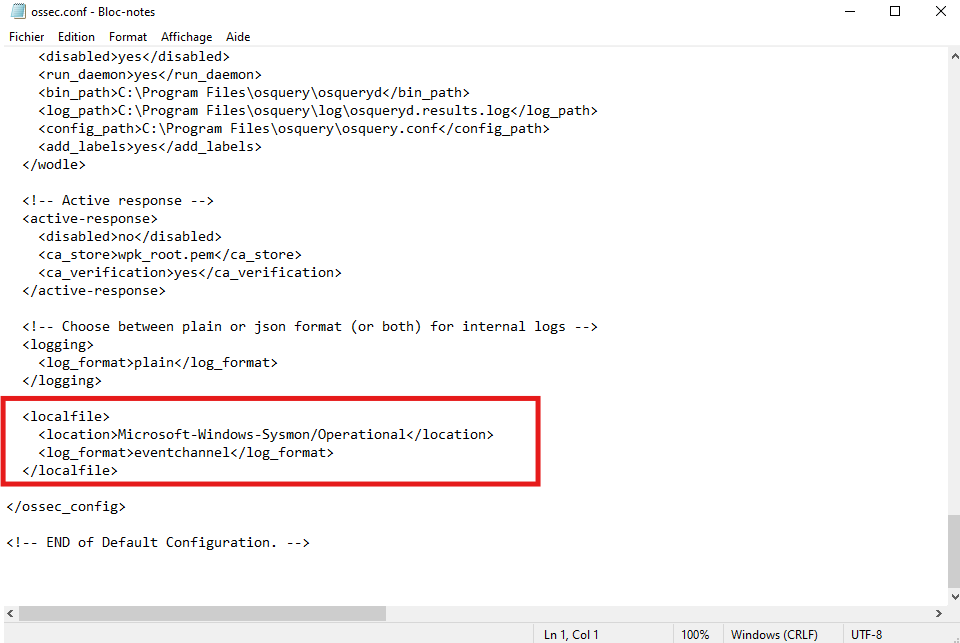 ossec.conf - Bloc-notes
Fichier Edition Format Affichage Aide
<disabled>yes</disabled>
<run_daemon>yes</run_daemon>
<bin_path>C:\Program Files\osquery\osqueryd</bin_path>
<log_path>C:\Program Files\osquery\log\osqueryd.results.log</log_path>
<config_path>C:\Program Files\osquery\osquery.conf</config_path>
<add_labels>yes</add_labels>
</wodle>
<!-- Active response -->
<active-response>
<disabled>no</disabled>
<ca_store>wpk_root.pem</ca_store>
<ca_verification>yes</ca_verification>
</active-response>
<!-- Choose between plain or json format (or both) for internal logs -->
<logging>
<log_format>plain</log_format>
</logging>
<localfile>
<location>Microsoft-Windows-Sysmon/Operational</location>
<log_format>eventchannel</log_format>
</localfile>
</ossec_config>
<!-- END of Default Configuration. -->
Ln 1, Col 1 100% Windows (CRLF) UTF-8